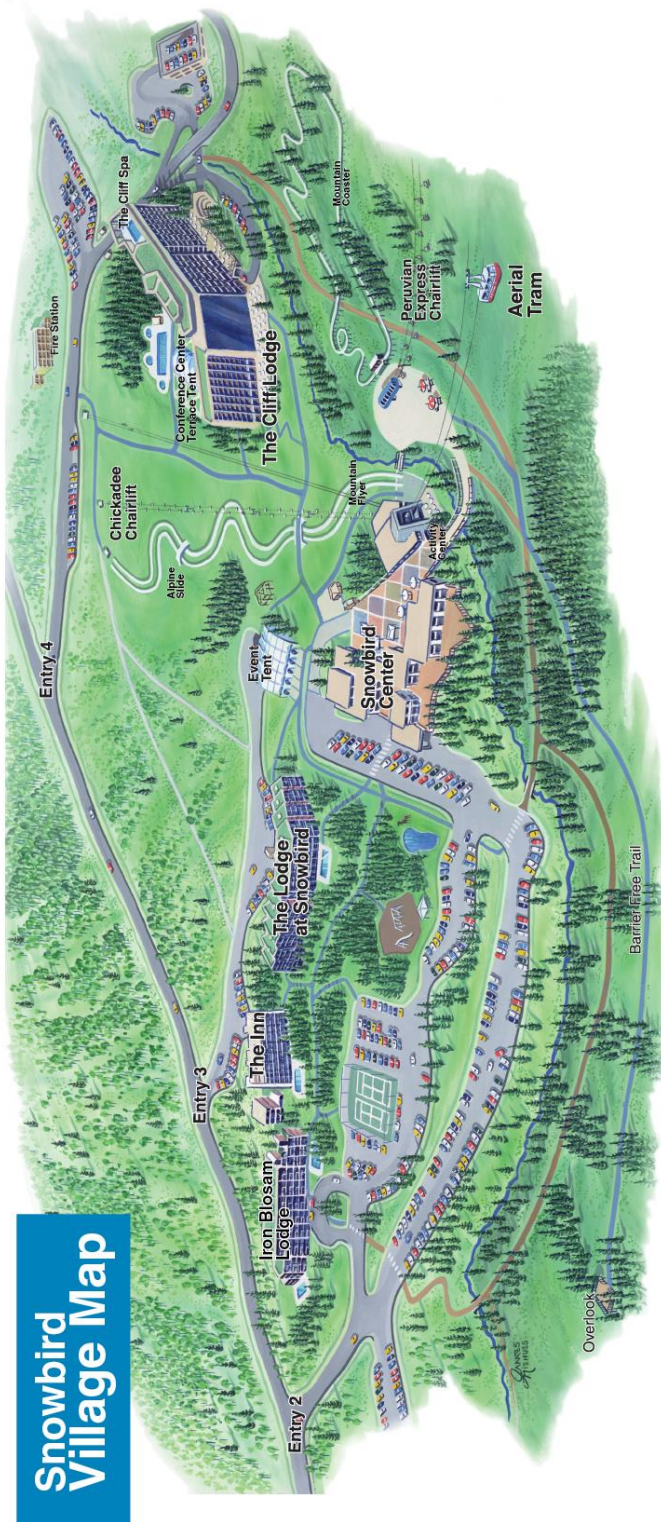 Snowbird
Village Map
Entry 2
Entry 3
Entry 4
Fire Station
The Cliff Spa
Conference Center
Terrace Tent
The Cliff Lodge
Chickadee
Chairlift
Alpine
Slide
Mountain
Flyer
Mountain
Coaster
Peruvian
Express
Chairlift
Aerial
Tram
Activity
Center
Event
Tent
Snowbird
Center
The Lodge
at Snowbird
The Inn
Iron Blosam
Lodge
Barrier Free Trail
Overlook